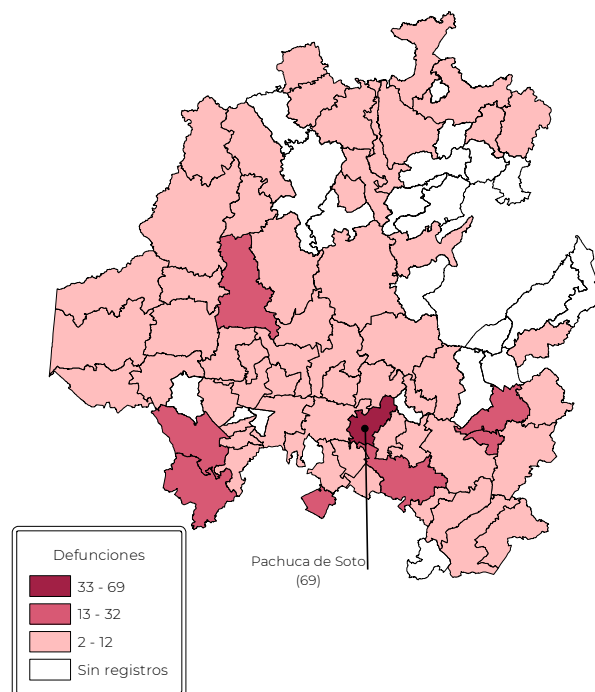 Pachuca de Soto
(69)
Defunciones
33 - 69
13 - 32
2 - 12
Sin registros